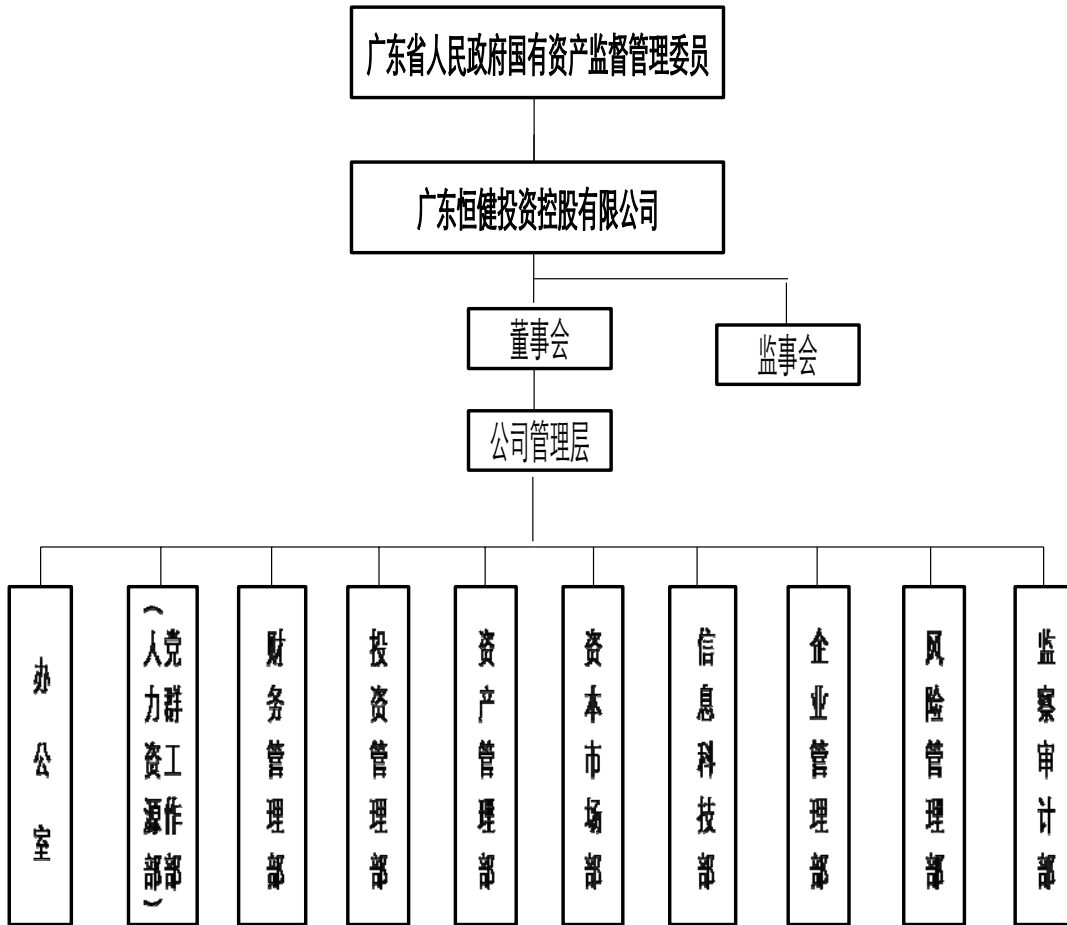 广东省人民政府国有资产监督管理委员
广东恒健投资控股有限公司
董事会
监事会
公司管理层
办公室
党群工作部
（人力资源部）
财务管理部
投资管理部
资产管理部
资本市场部
信息科技部
企业管理部
风险管理部
监察审计部